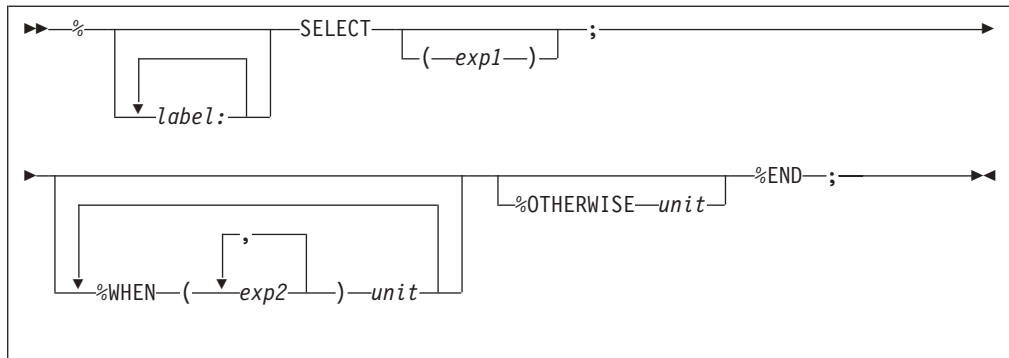 % SELECT ;
( exp1 )
label:
%END ;
%OTHERWISE unit
,
%WHEN ( exp2 ) unit